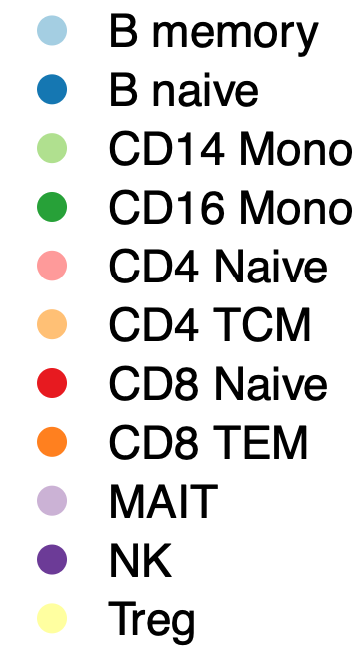 B memory
B naive
CD14 Mono
CD16 Mono
CD4 Naive
CD4 TCM
CD8 Naive
CD8 TEM
MAIT
NK
Treg